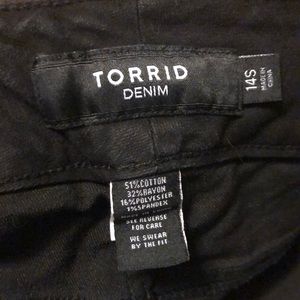 TORRID
DENIM
14S
MADE IN
CHINA
51%COTTON
32%RAYON
16%POLYESTER
1%SPANDEX
SEE REVERSE
FOR CARE
WE SWEAR
BY THE FIT